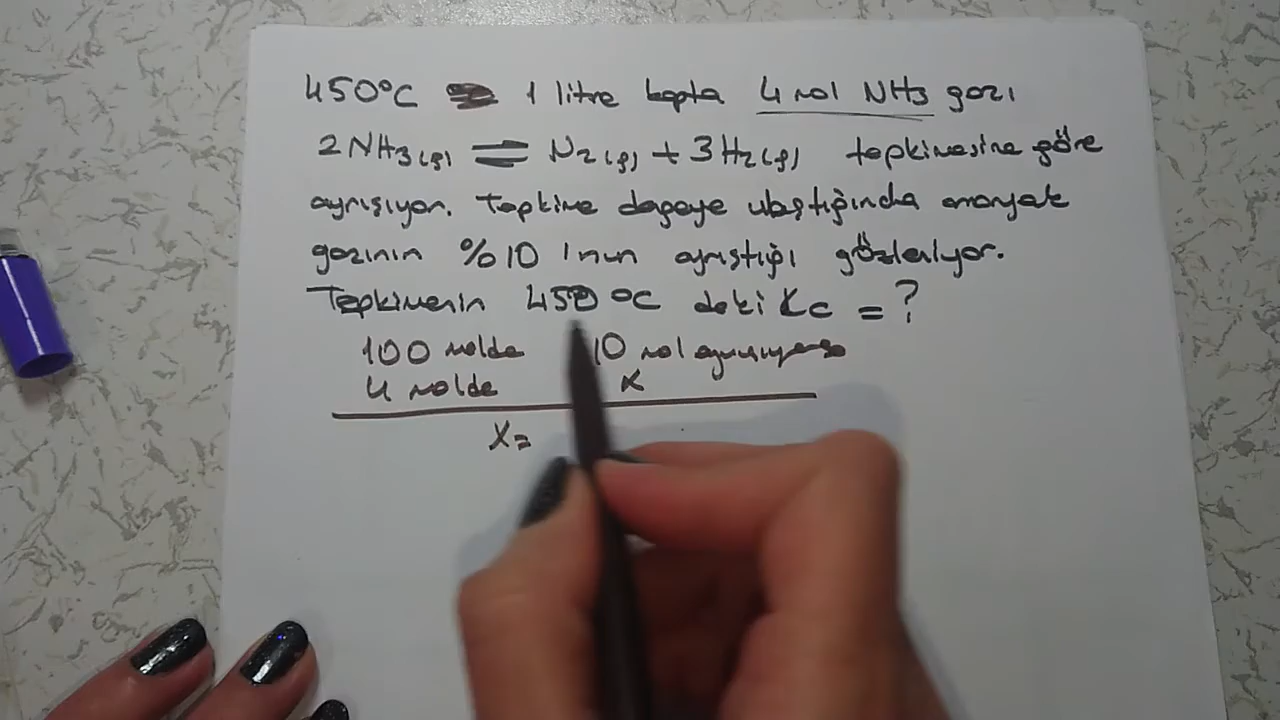 450°C 1 litre kapta 4 mol NH3 gazı
2NH3(g) ⇌ N2(g) + 3H2(g) tepkimesine göre
ayrışıyor. Tepkime dengeye ulaştığında amonyak
gazının %10 'nun ayrıştığı gözleniyor.
Tepkimenin 450 °C deki Kc = ?
100 molde 10 mol ayrışıyorsa
4 molde x
x=